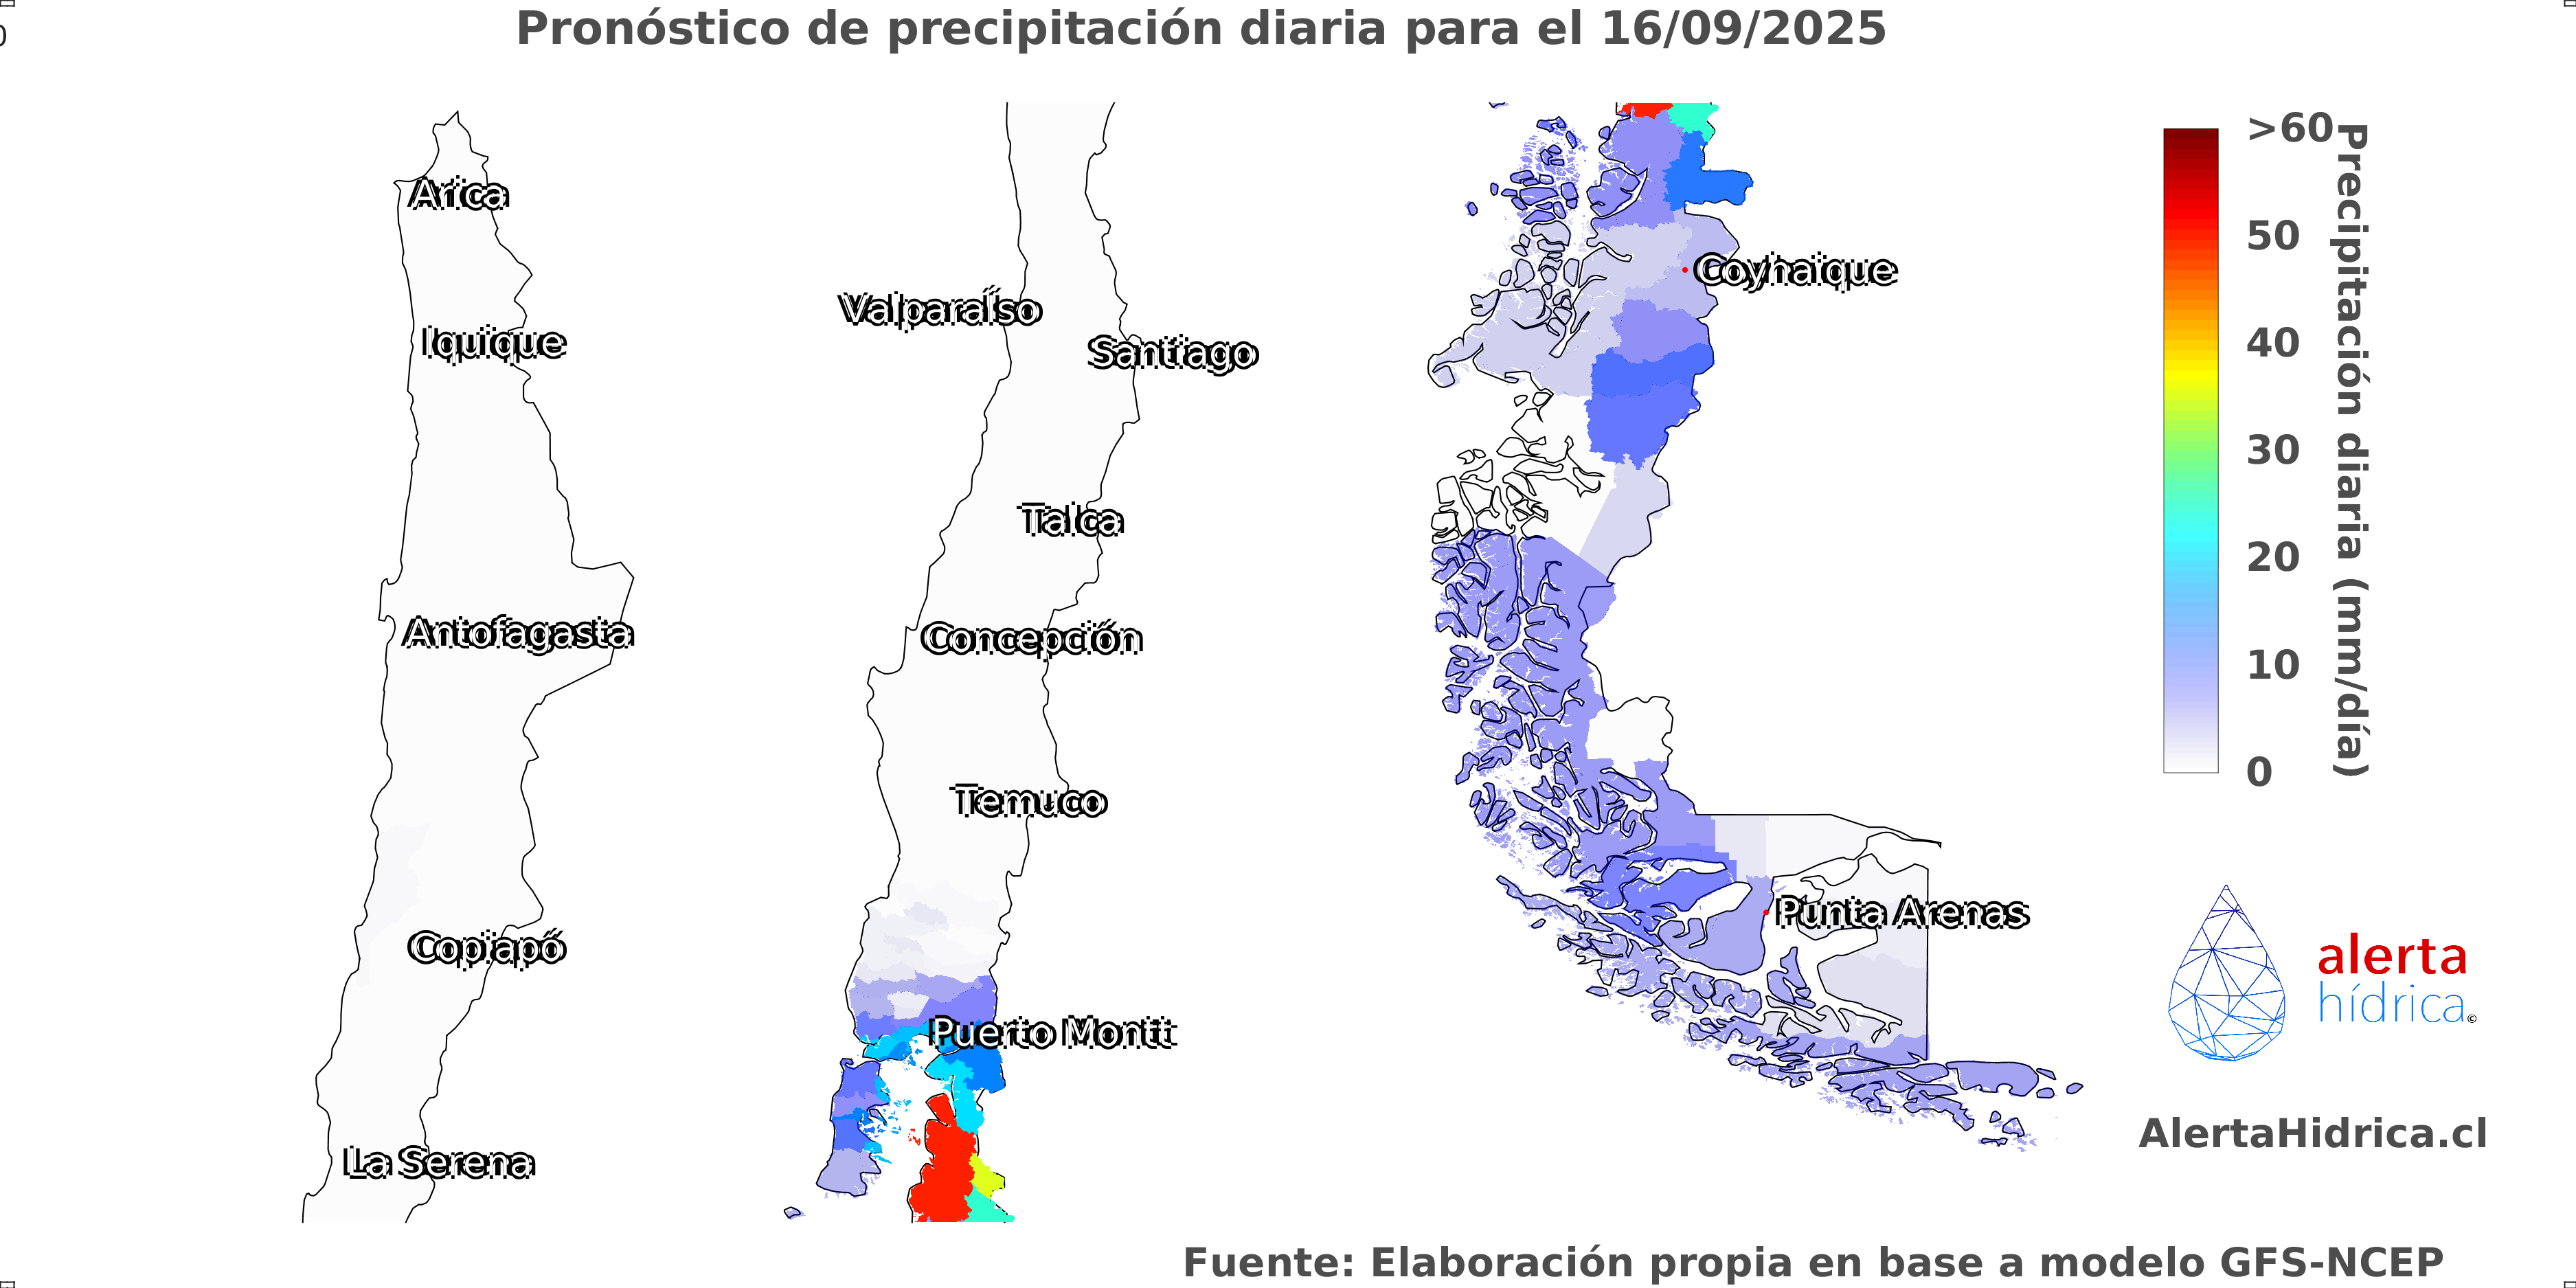 Pronóstico de precipitación diaria para el 16/09/2025
0
Arica
Iquique
Antofagasta
Copiapó
La Serena
Valparaíso
Santiago
Talca
Concepción
Temuco
Puerto Montt
Coyhaique
Punta Arenas
>60
50
40
30
20
10
0
Precipitación diaria (mm/día)
alerta
hídrica©
AlertaHidrica.cl
Fuente: Elaboración propia en base a modelo GFS-NCEP